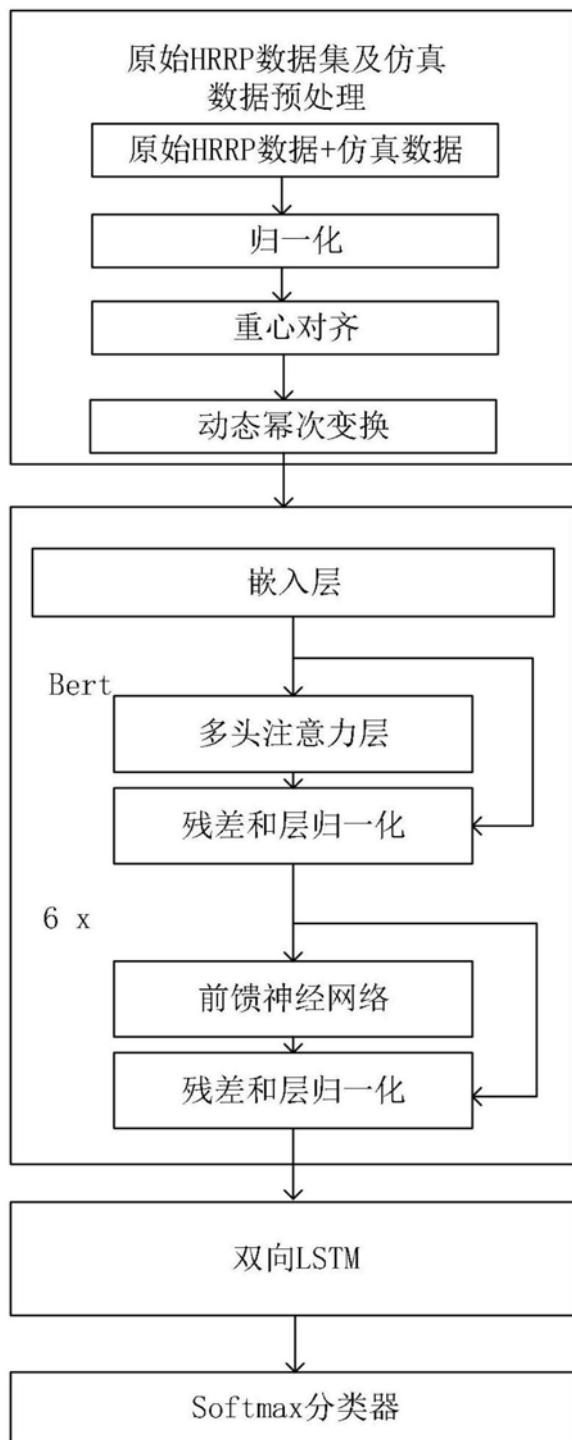 原始HRRP数据集及仿真
数据预处理
原始HRRP数据+仿真数据
归一化
重心对齐
动态幂次变换
嵌入层
Bert
多头注意力层
残差和层归一化
6 x
前馈神经网络
残差和层归一化
双向LSTM
Softmax分类器